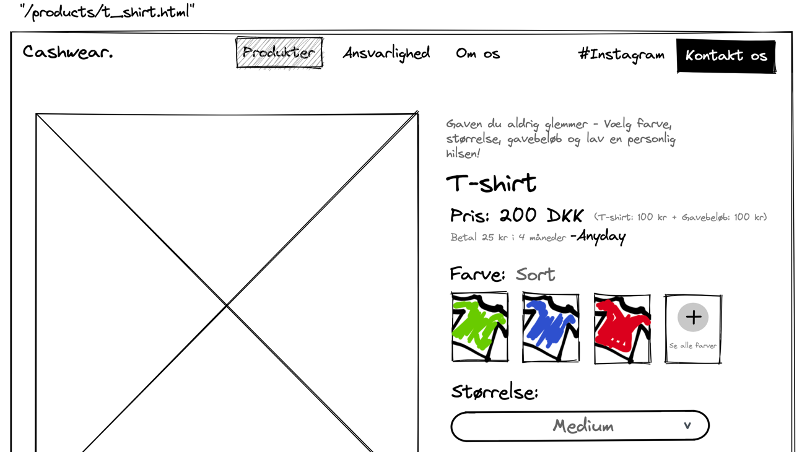 "/products/t_shirt.html"
Cashwear. Produkter Ansvarlighed Om os #Instagram Kontakt os
Gaven du aldrig glemmer - Vælg farve,
størrelse, gavebeløb og lav en personlig
hilsen!
T-shirt
Pris: 200 DKK (T-shirt: 100 kr + Gavebeløb: 100 kr)
Betal 25 kr i 4 måneder -Anyday
Farve: Sort
Se alle farver
Størrelse:
Medium